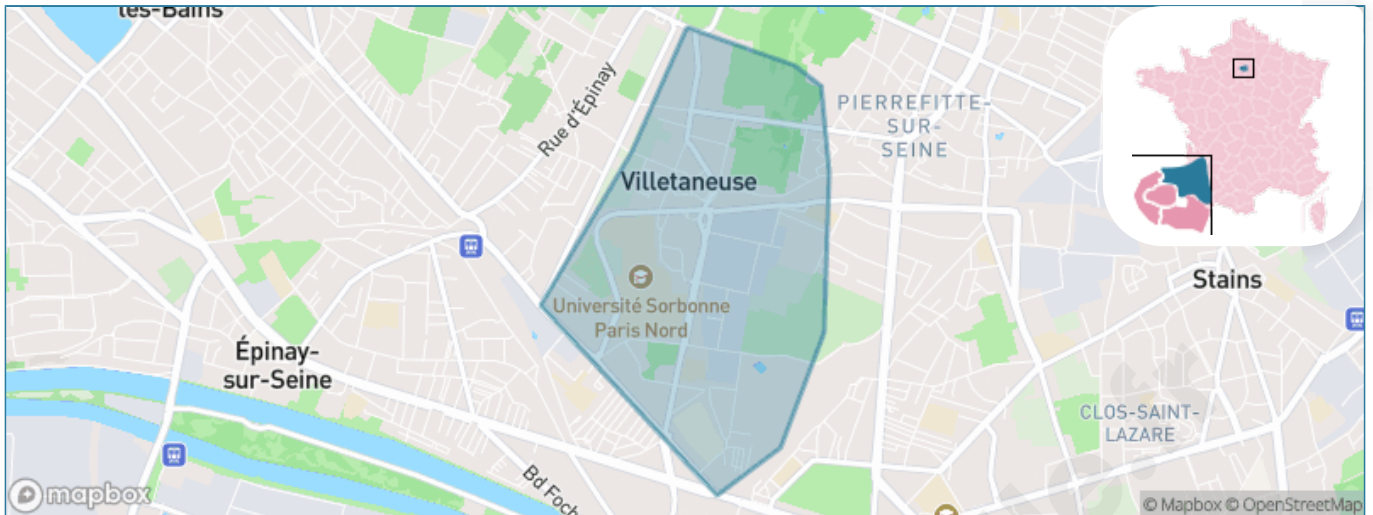 les-Bains
Rue d'Épinay
PIERREFITTE-
SUR-
SEINE
Villetaneuse
Stains
Université Sorbonne
Paris Nord
Épinay-
sur-Seine
CLOS-SAINT-
LAZARE
Bd Foch
mapbox
© Mapbox © OpenStreetMap